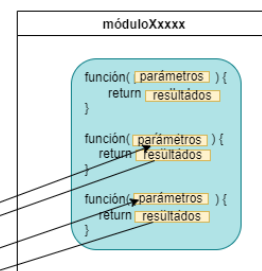 móduloXxxxx
función( parámetros ) {
return resultados
}
función( parámetros ) {
return resultados
}
función( parámetros ) {
return resultados
}